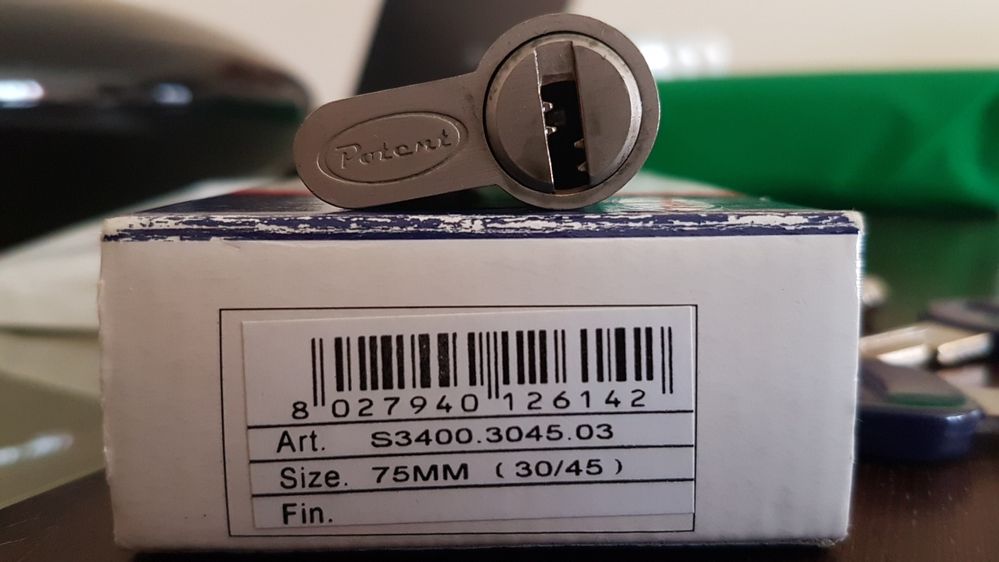 Potent
8 027940 126142
Art. S3400.3045.03
Size. 75MM ( 30/45 )
Fin.